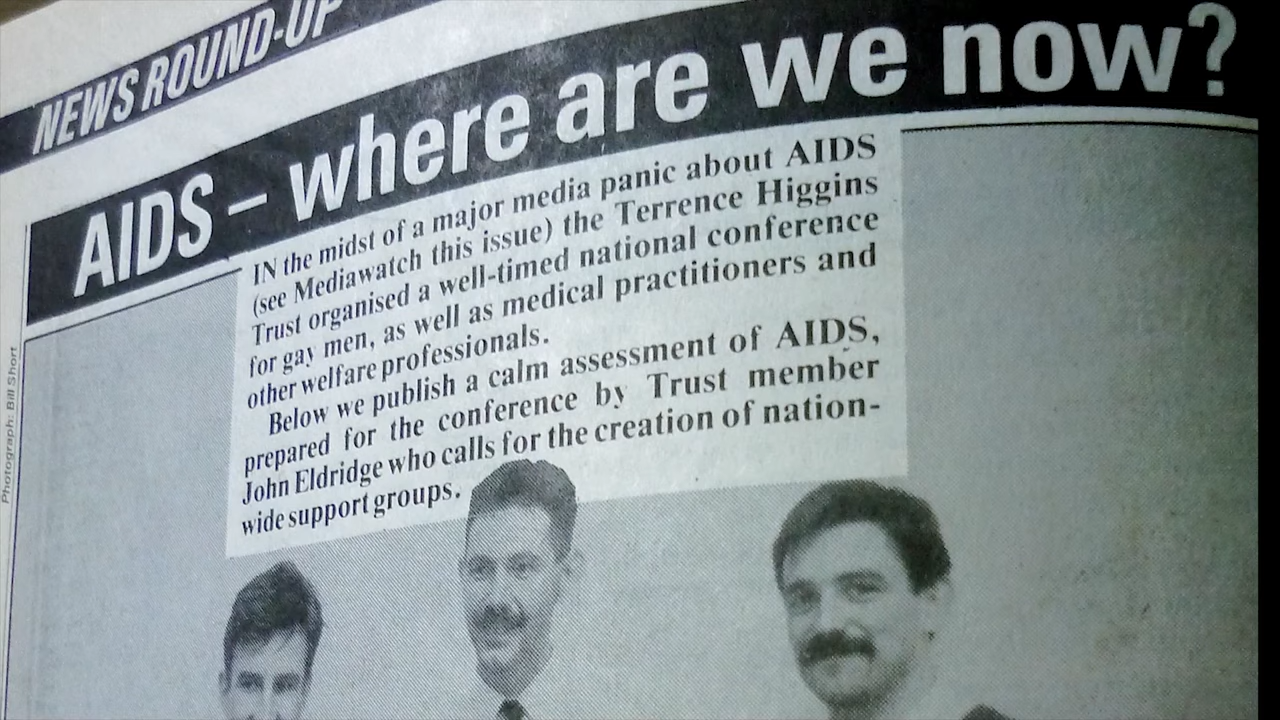 NEWS ROUND-UP
AIDS – where are we now?
IN the midst of a major media panic about AIDS
(see Mediawatch this issue) the Terrence Higgins
Trust organised a well-timed national conference
for gay men, as well as medical practitioners and
other welfare professionals.
Below we publish a calm assessment of AIDS,
prepared for the conference by Trust member
John Eldridge who calls for the creation of nation-
wide support groups.
Photograph: Bill Short